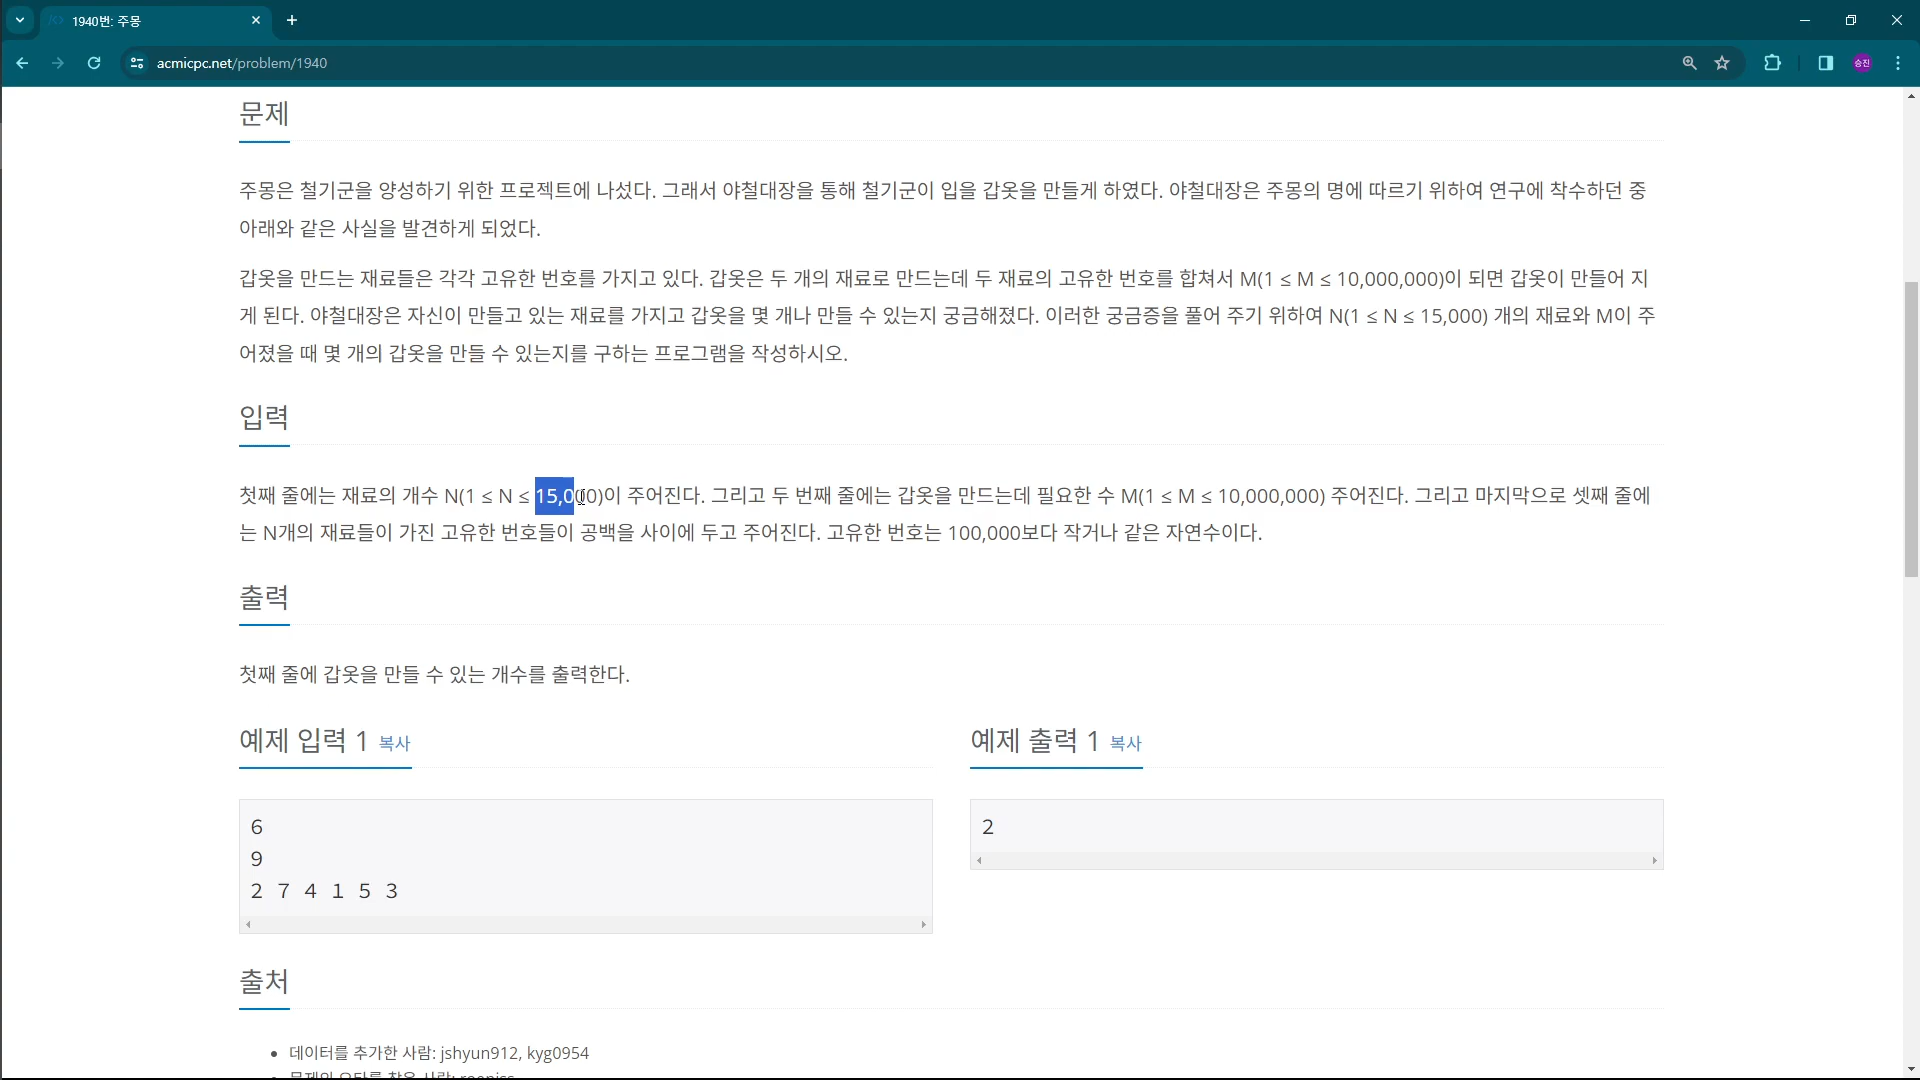 1940번: 주몽
acmicpc.net/problem/1940
승진
문제
주몽은 철기군을 양성하기 위한 프로젝트에 나섰다. 그래서 야철대장을 통해 철기군이 입을 갑옷을 만들게 하였다. 야철대장은 주몽의 명에 따르기 위하여 연구에 착수하던 중
아래와 같은 사실을 발견하게 되었다.
갑옷을 만드는 재료들은 각각 고유한 번호를 가지고 있다. 갑옷은 두 개의 재료로 만드는데 두 재료의 고유한 번호를 합쳐서 M(1 ≤ M ≤ 10,000,000)이 되면 갑옷이 만들어 지
게 된다. 야철대장은 자신이 만들고 있는 재료를 가지고 갑옷을 몇 개나 만들 수 있는지 궁금해졌다. 이러한 궁금증을 풀어 주기 위하여 N(1 ≤ N ≤ 15,000) 개의 재료와 M이 주
어졌을 때 몇 개의 갑옷을 만들 수 있는지를 구하는 프로그램을 작성하시오.
입력
첫째 줄에는 재료의 개수 N(1 ≤ N ≤ 15,000)이 주어진다. 그리고 두 번째 줄에는 갑옷을 만드는데 필요한 수 M(1 ≤ M ≤ 10,000,000) 주어진다. 그리고 마지막으로 셋째 줄에
는 N개의 재료들이 가진 고유한 번호들이 공백을 사이에 두고 주어진다. 고유한 번호는 100,000보다 작거나 같은 자연수이다.
출력
첫째 줄에 갑옷을 만들 수 있는 개수를 출력한다.
예제 입력 1 복사
6
9
2 7 4 1 5 3
예제 출력 1 복사
2
출처
데이터를 추가한 사람: jshyun912, kyg0954